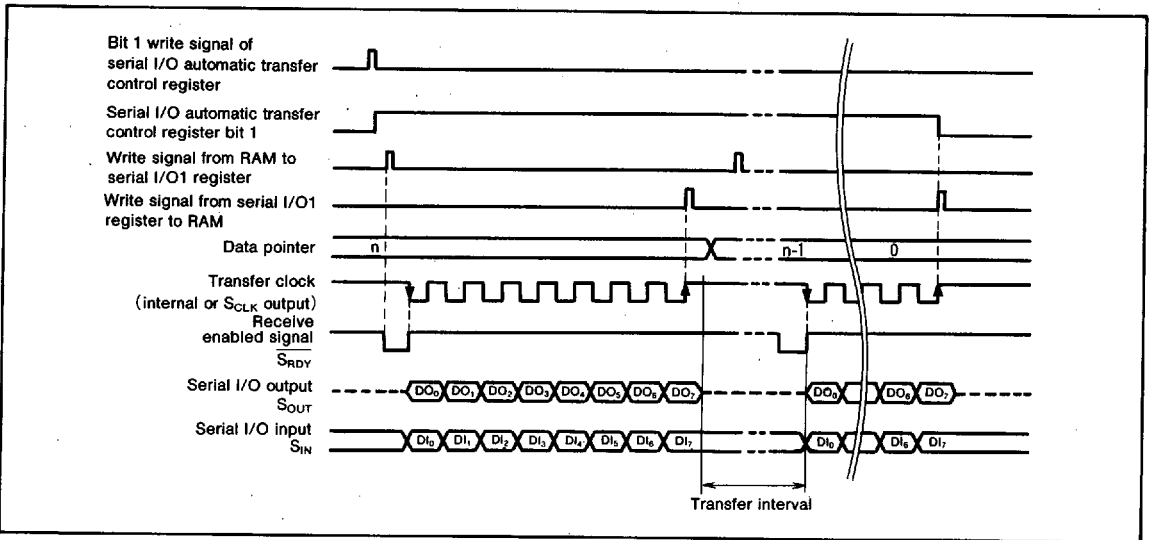 Bit 1 write signal of
serial I/O automatic transfer
control register
Serial I/O automatic transfer
control register bit 1
Write signal from RAM to
serial I/O1 register
Write signal from serial I/O1
register to RAM
Data pointer n n-1 0
Transfer clock
(internal or SCLK output)
Receive
enabled signal
SRDY
Serial I/O output
SOUT
DO0 DO1 DO2 DO3 DO4 DO5 DO6 DO7 DO0 DO6 DO7
Serial I/O input
SIN
DI0 DI1 DI2 DI3 DI4 DI5 DI6 DI7 DI0 DI6 DI7
Transfer interval